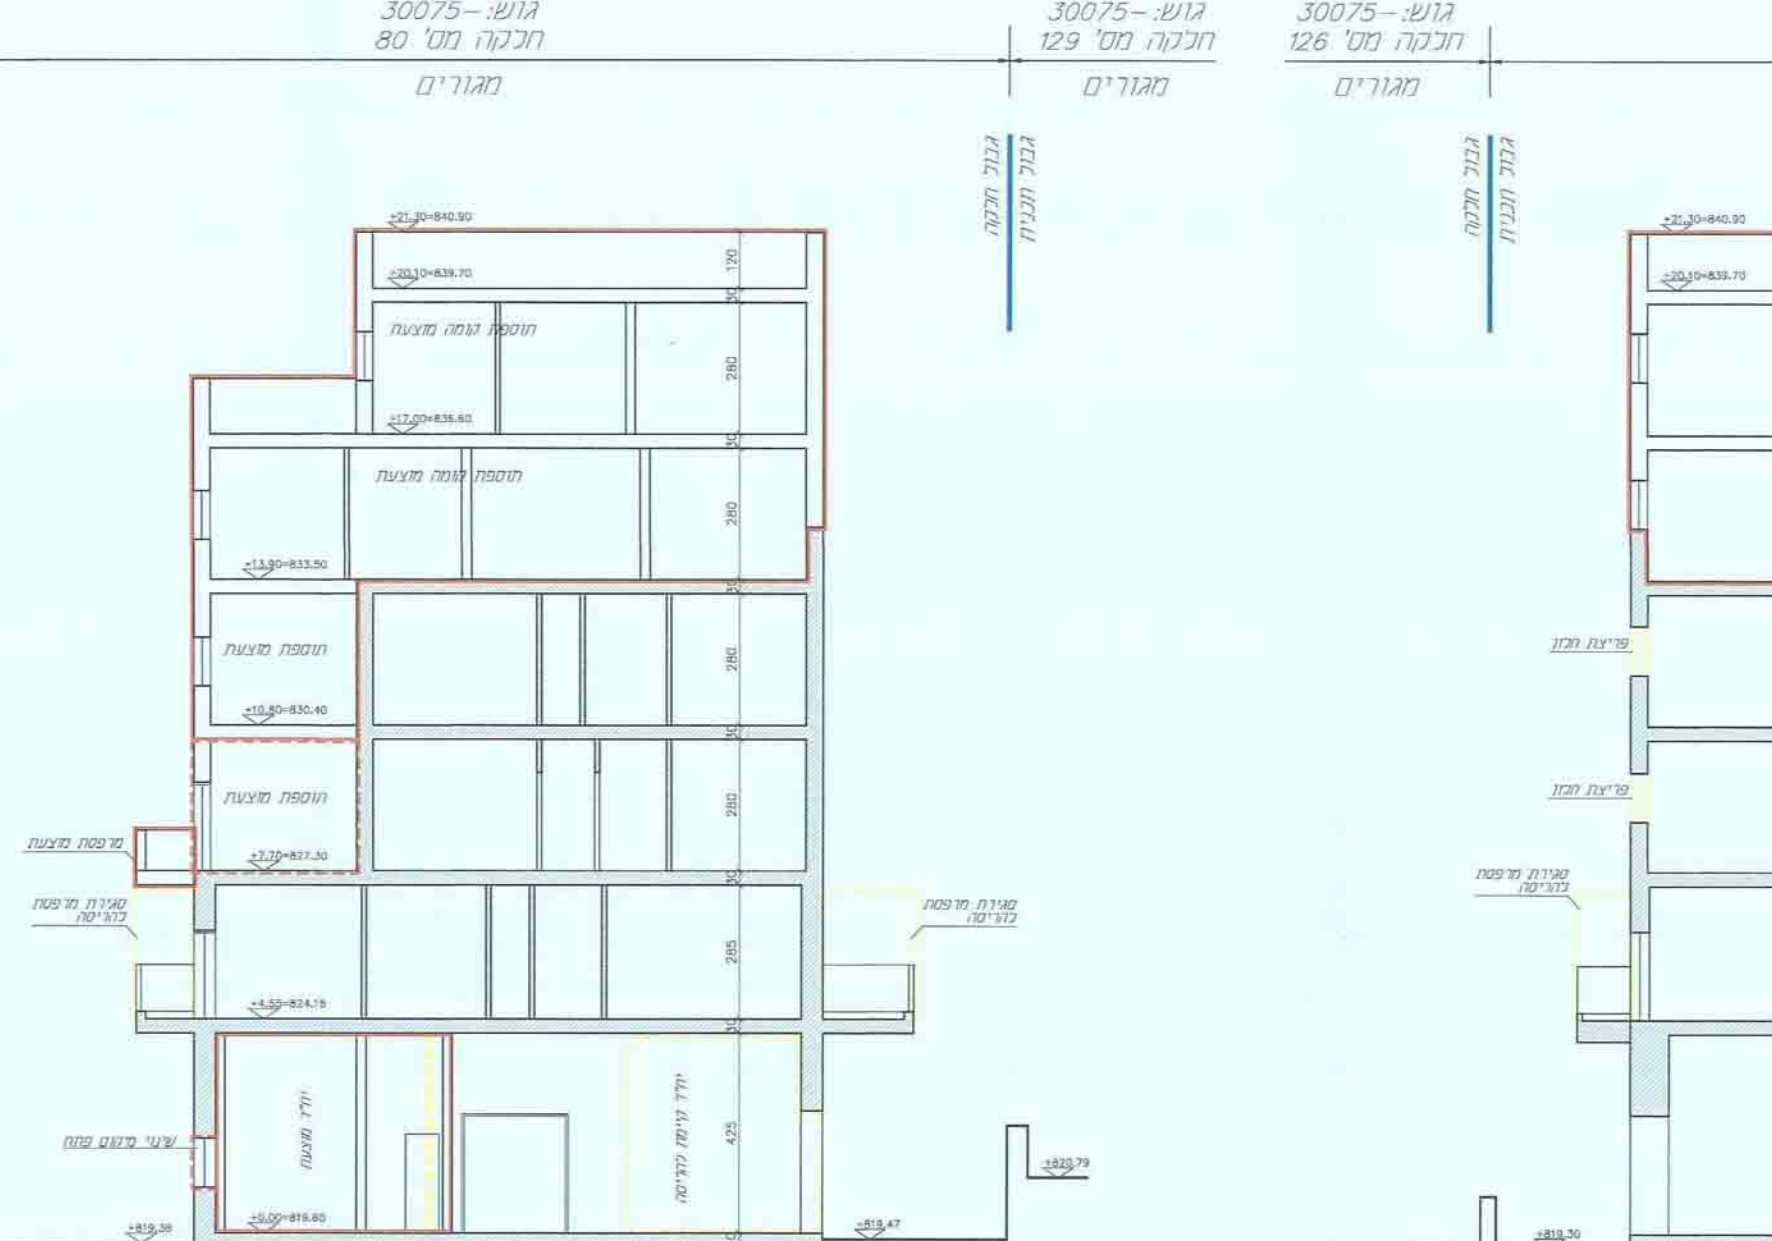 גוש:-30075
חלקה מס' 80
מגורים
גוש:-30075
חלקה מס' 129
מגורים
גוש:-30075
חלקה מס' 126
מגורים
גבול חלקה
גבול תכנית
גבול חלקה
גבול תכנית
+21.30=840.90
+20.10=839.70
120
30
תוספת קומה מוצעת
280
+17.00=836.60
30
תוספת קומה מוצעת
280
+13.90=833.50
30
תוספת מוצעת
280
+10.80=830.40
30
תוספת מוצעת
280
+7.70=827.30
30
מרפסת מוצעת
סגירת מרפסת
להריסה
סגירת מרפסת
להריסה
285
+4.55=824.15
30
יח"ד מוצעת
יח"ד קיימת להריסה
425
שינוי מיקום פתח
+0.00=819.60
+819.38
+819.47
+820.79
+21.30=840.90
+20.10=839.70
פריצת חלון
פריצת חלון
סגירת מרפסת
להריסה
+819.30